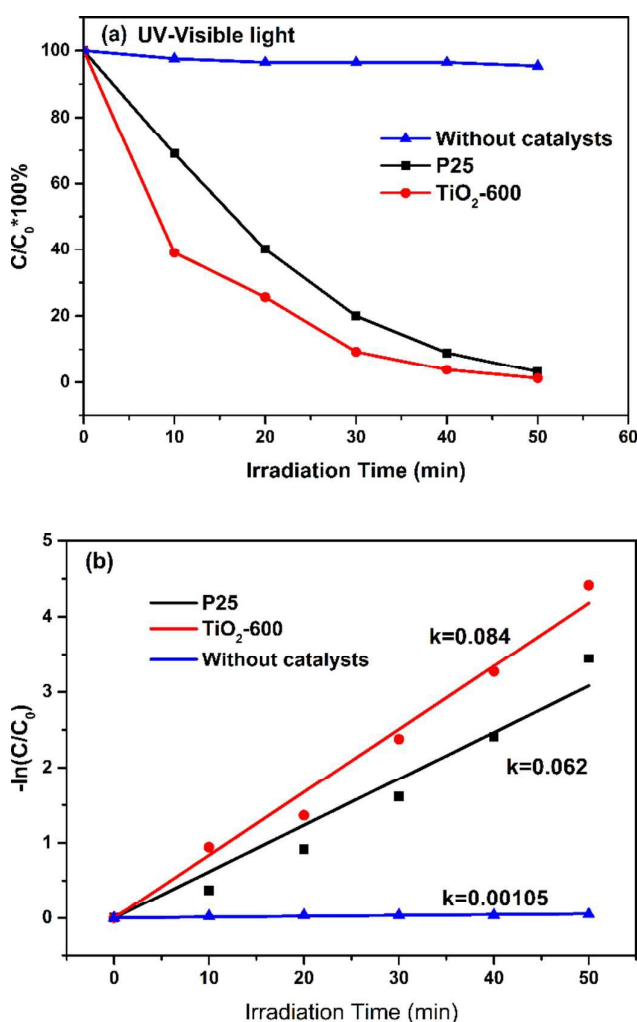 (a) UV-Visible light
100
80
60
40
20
0
C/C₀*100%
Without catalysts
P25
TiO₂-600
0 10 20 30 40 50 60
Irradiation Time (min)
(b)
5
4
3
2
1
0
-ln(C/C₀)
P25
TiO₂-600
Without catalysts
k=0.084
k=0.062
k=0.00105
0 10 20 30 40 50
Irradiation Time (min)